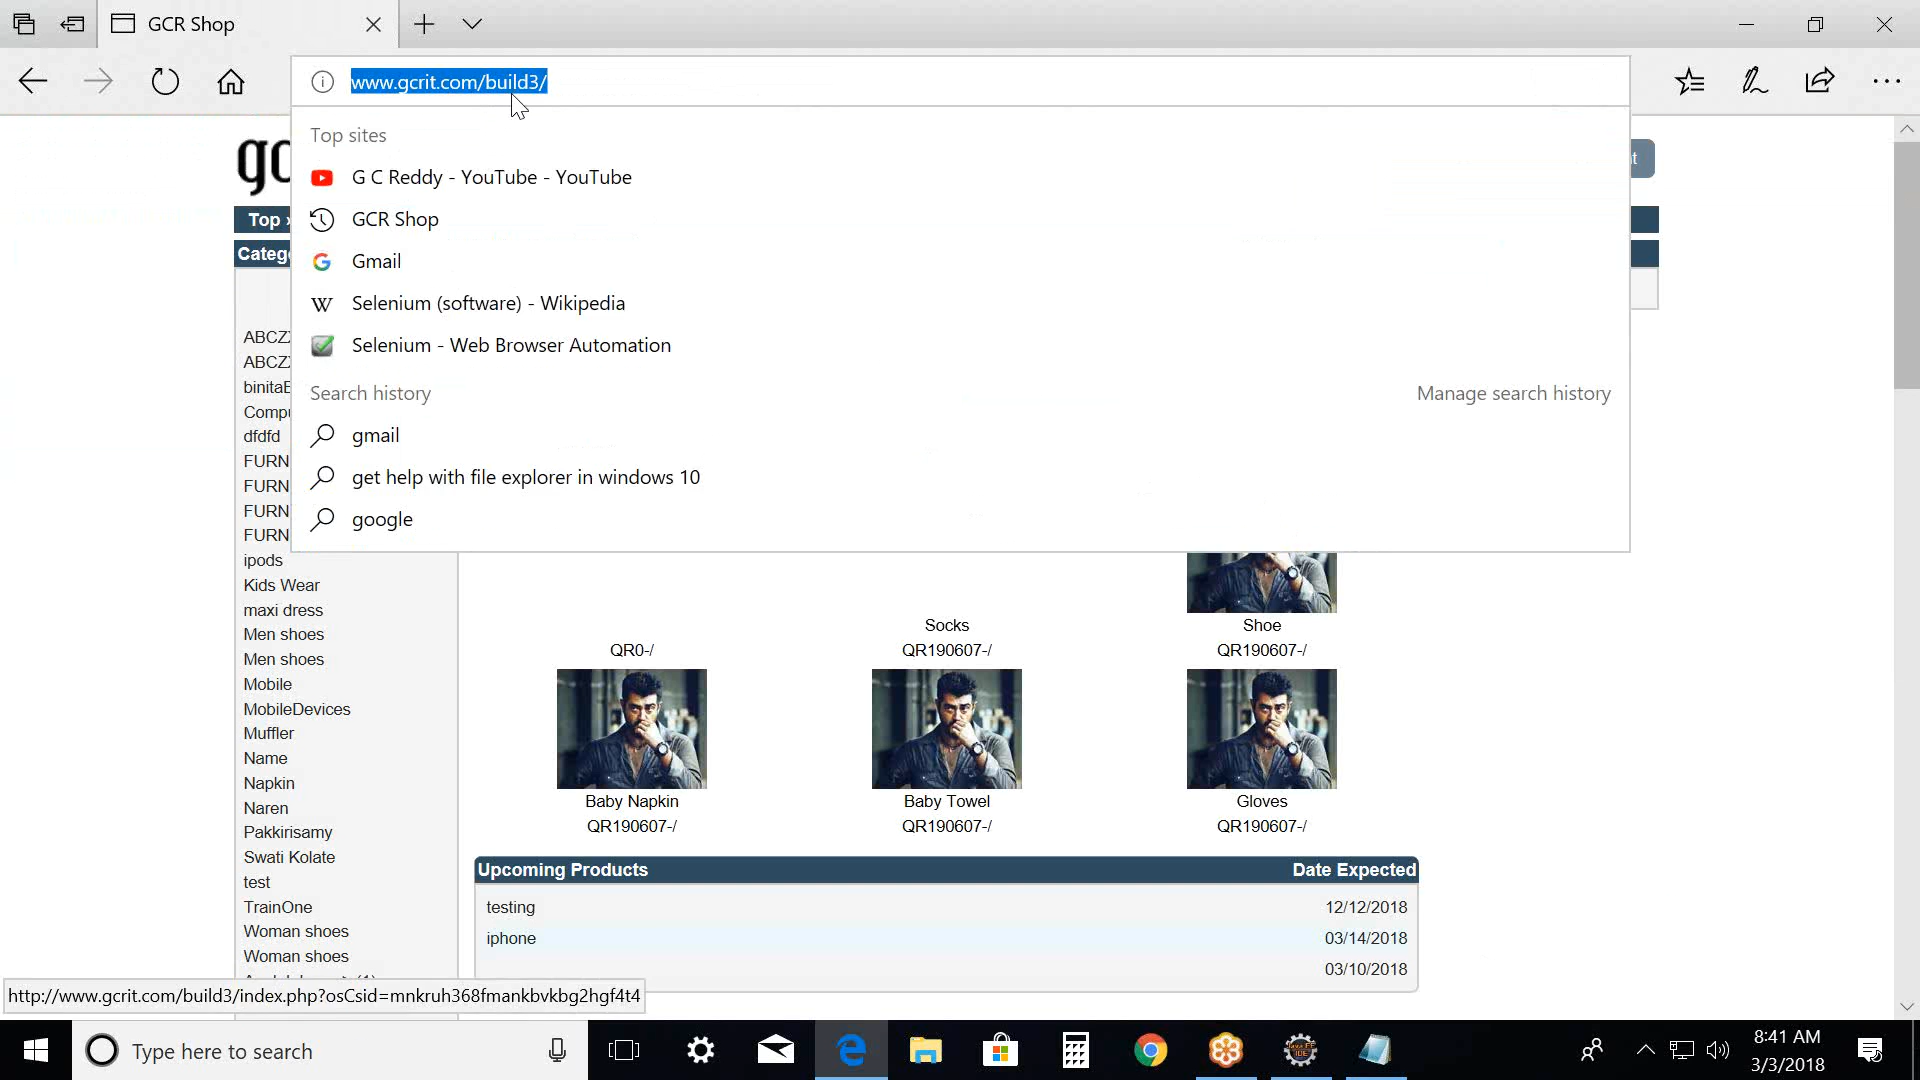 GCR Shop
www.gcrit.com/build3/
Top sites
G C Reddy - YouTube - YouTube
GCR Shop
Gmail
W Selenium (software) - Wikipedia
Selenium - Web Browser Automation
Search history
Manage search history
gmail
get help with file explorer in windows 10
google
gc
t
Top »
Categ
ABCZ
ABCZ
binitaE
Compu
dfdfd
FURN
FURN
FURN
FURN
ipods
Kids Wear
maxi dress
Men shoes
Men shoes
Mobile
MobileDevices
Muffler
Name
Napkin
Naren
Pakkirisamy
Swati Kolate
test
TrainOne
Woman shoes
Woman shoes
Socks
Shoe
QR0-/
QR190607-/
QR190607-/
Baby Napkin
Baby Towel
Gloves
QR190607-/
QR190607-/
QR190607-/
Upcoming Products
Date Expected
testing
12/12/2018
iphone
03/14/2018
03/10/2018
http://www.gcrit.com/build3/index.php?osCsid=mnkruh368fmankbvkbg2hgf4t4
Type here to search
8:41 AM
3/3/2018